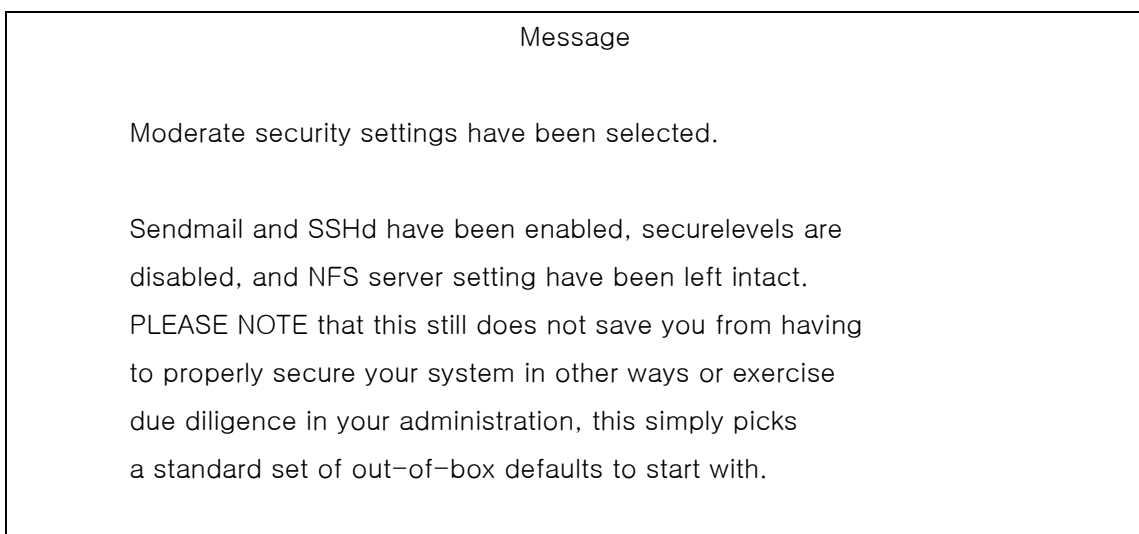 Message
Moderate security settings have been selected.
Sendmail and SSHd have been enabled, securelevels are
disabled, and NFS server setting have been left intact.
PLEASE NOTE that this still does not save you from having
to properly secure your system in other ways or exercise
due diligence in your administration, this simply picks
a standard set of out-of-box defaults to start with.